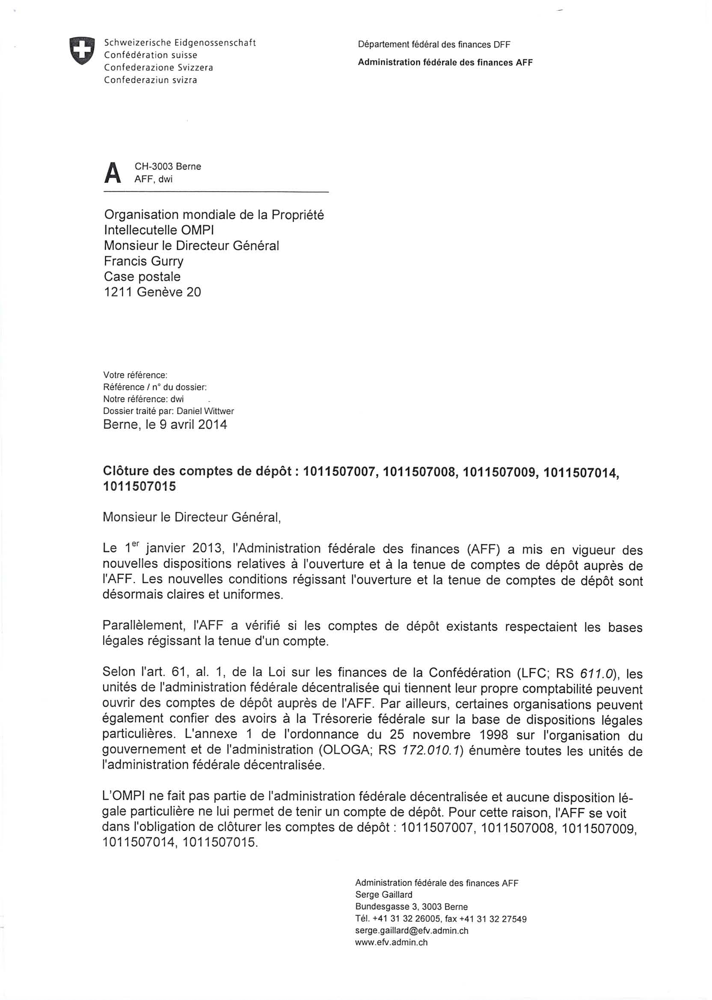 Schweizerische Eidgenossenschaft
Confédération suisse
Confederazione Svizzera
Confederaziun svizra
Département fédéral des finances DFF
Administration fédérale des finances AFF
A
CH-3003 Berne
AFF, dwi
Organisation mondiale de la Propriété
Intellecutelle OMPI
Monsieur le Directeur Général
Francis Gurry
Case postale
1211 Genève 20
Votre référence:
Référence / n° du dossier:
Notre référence: dwi
Dossier traité par: Daniel Wittwer
Berne, le 9 avril 2014
Clôture des comptes de dépôt : 1011507007, 1011507008, 1011507009, 1011507014,
1011507015
Monsieur le Directeur Général,
Le 1er janvier 2013, l'Administration fédérale des finances (AFF) a mis en vigueur des
nouvelles dispositions relatives à l'ouverture et à la tenue de comptes de dépôt auprès de
l'AFF. Les nouvelles conditions régissant l'ouverture et la tenue de comptes de dépôt sont
désormais claires et uniformes.
Parallèlement, l'AFF a vérifié si les comptes de dépôt existants respectaient les bases
légales régissant la tenue d'un compte.
Selon l'art. 61, al. 1, de la Loi sur les finances de la Confédération (LFC; RS 611.0), les
unités de l'administration fédérale décentralisée qui tiennent leur propre comptabilité peuvent
ouvrir des comptes de dépôt auprès de l'AFF. Par ailleurs, certaines organisations peuvent
également confier des avoirs à la Trésorerie fédérale sur la base de dispositions légales
particulières. L'annexe 1 de l'ordonnance du 25 novembre 1998 sur l'organisation du
gouvernement et de l'administration (OLOGA; RS 172.010.1) énumère toutes les unités de
l'administration fédérale décentralisée.
L'OMPI ne fait pas partie de l'administration fédérale décentralisée et aucune disposition lé-
gale particulière ne lui permet de tenir un compte de dépôt. Pour cette raison, l'AFF se voit
dans l'obligation de clôturer les comptes de dépôt : 1011507007, 1011507008, 1011507009,
1011507014, 1011507015.
Administration fédérale des finances AFF
Serge Gaillard
Bundesgasse 3, 3003 Berne
Tél. +41 31 32 26005, fax +41 31 32 27549
serge.gaillard@efv.admin.ch
www.efv.admin.ch